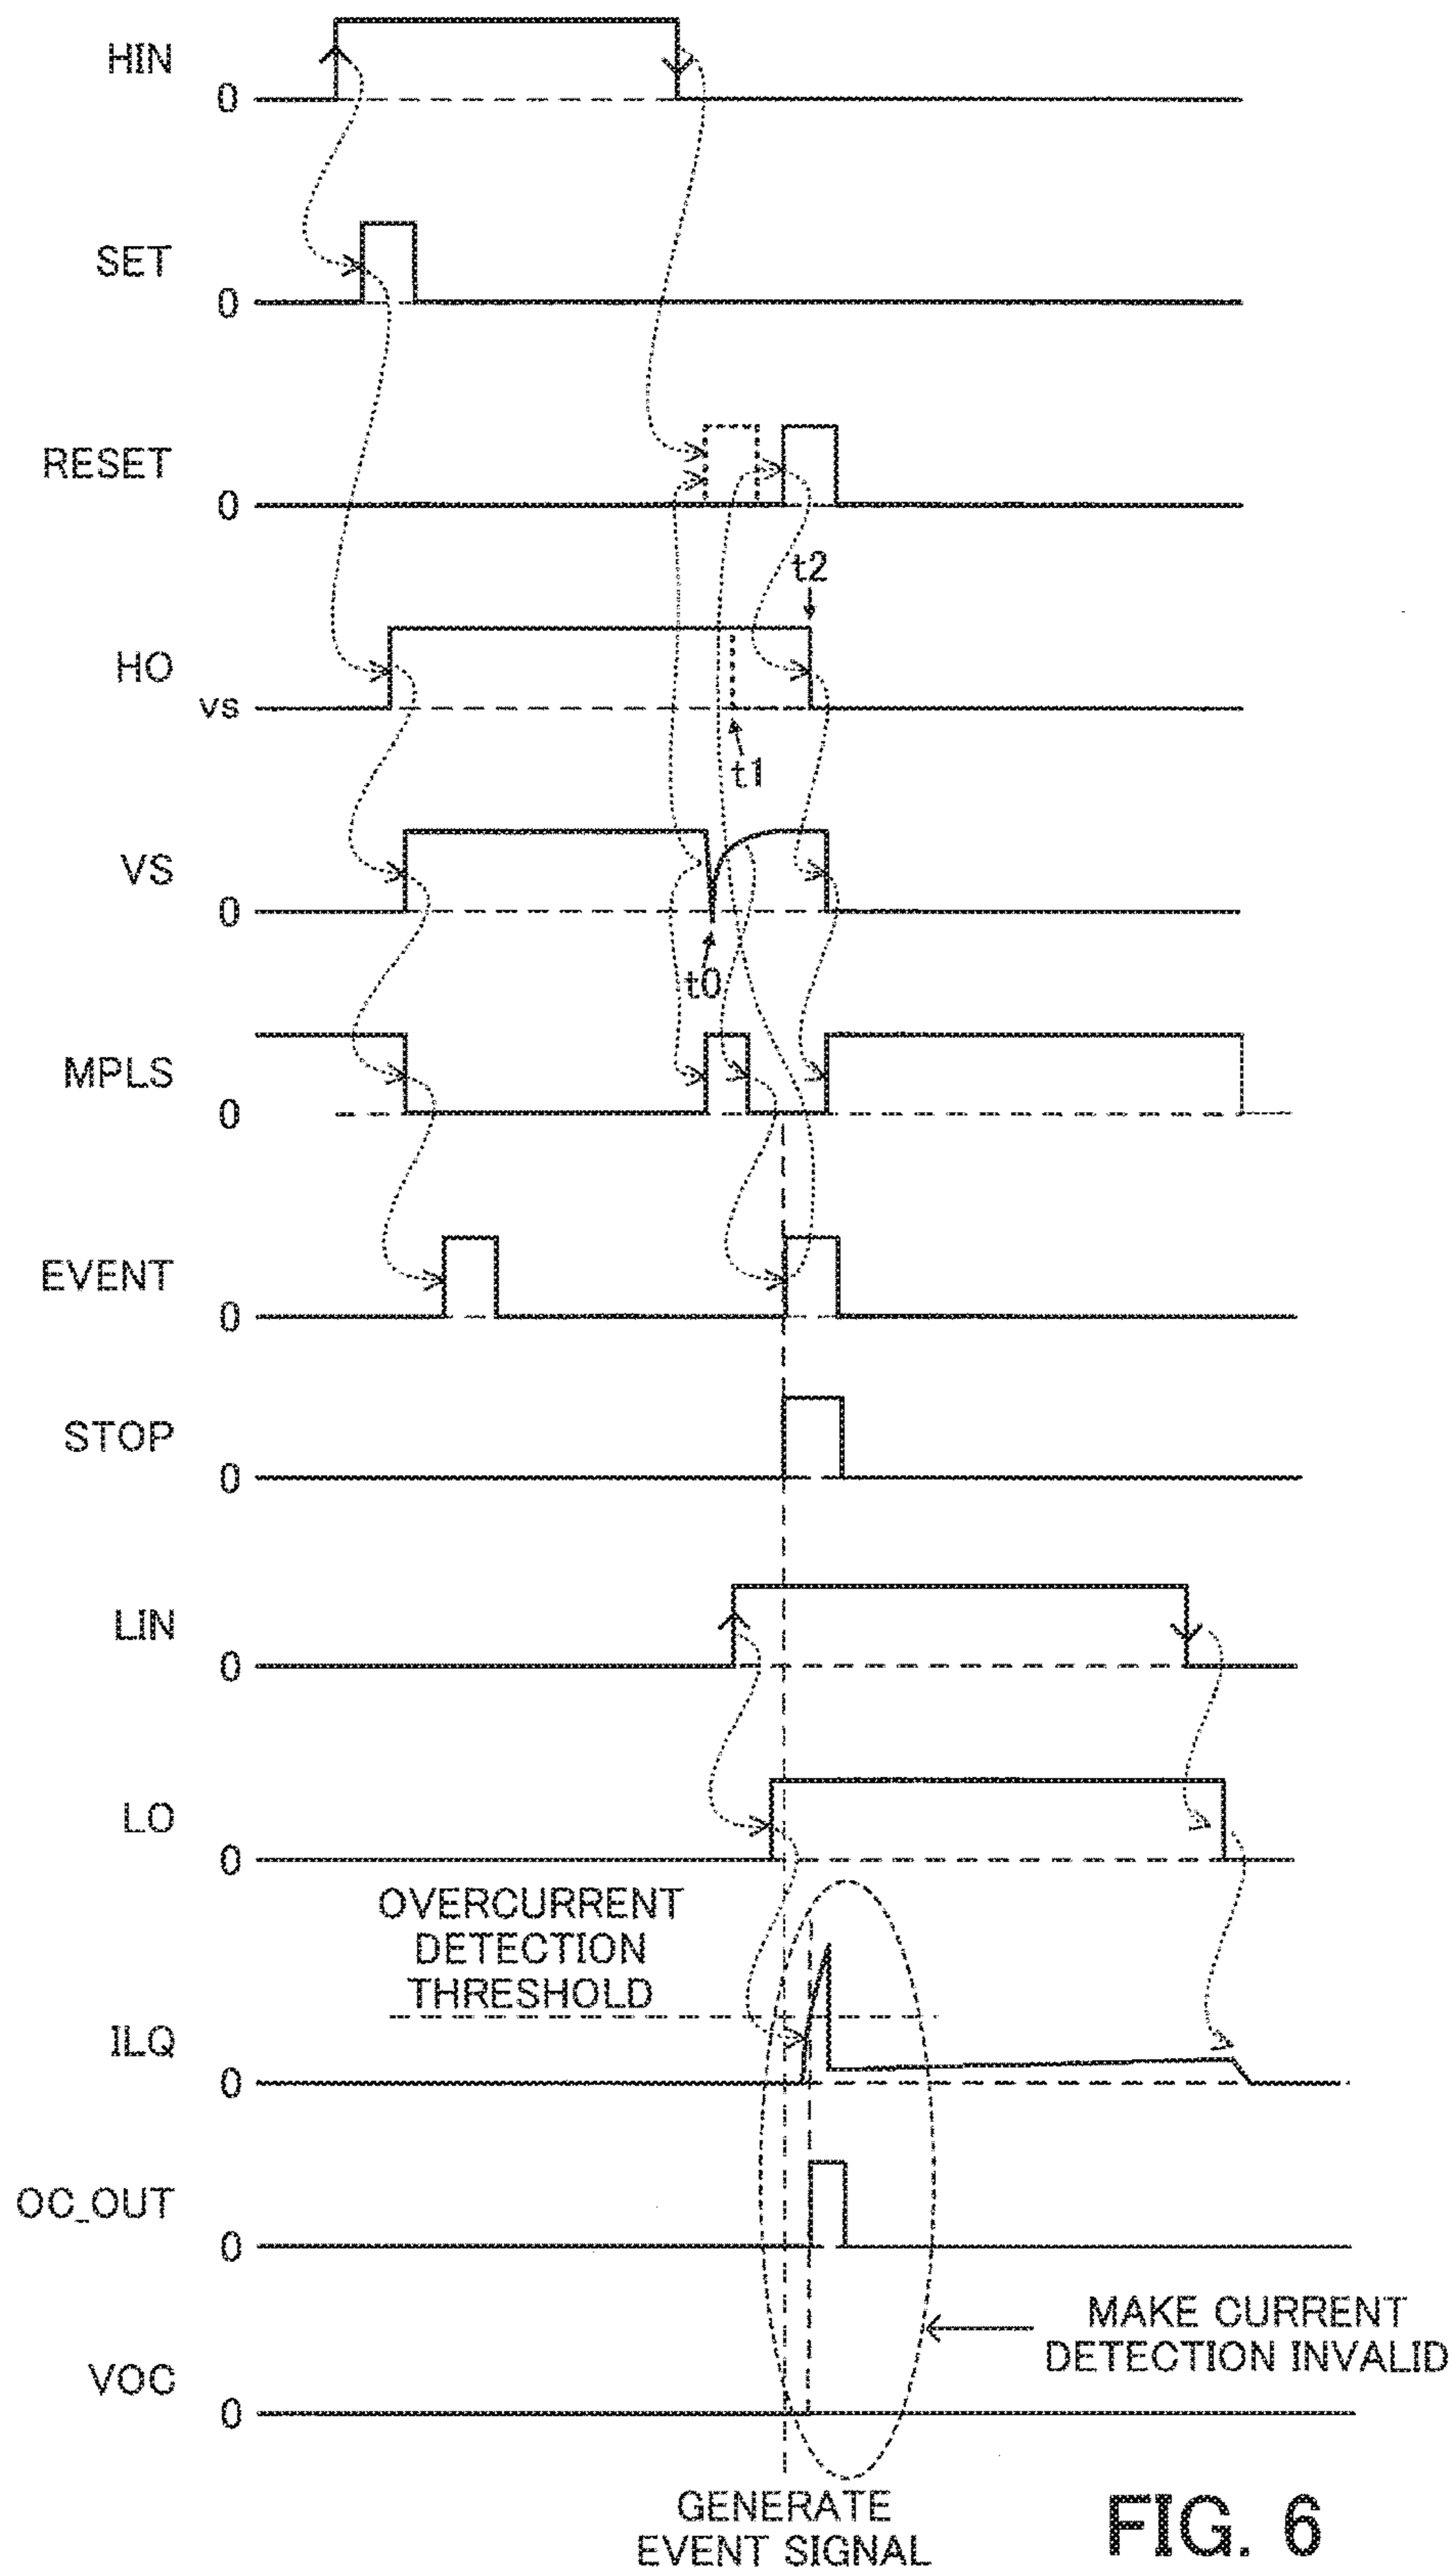 HIN
0
SET
0
RESET
0
t2
HO
vs
t1
VS
0
t0
MPLS
0
EVENT
0
STOP
0
LIN
0
LO
0
OVERCURRENT
DETECTION
THRESHOLD
ILQ
0
OC_OUT
0
MAKE CURRENT
DETECTION INVALID
VOC
0
GENERATE
EVENT SIGNAL
FIG. 6